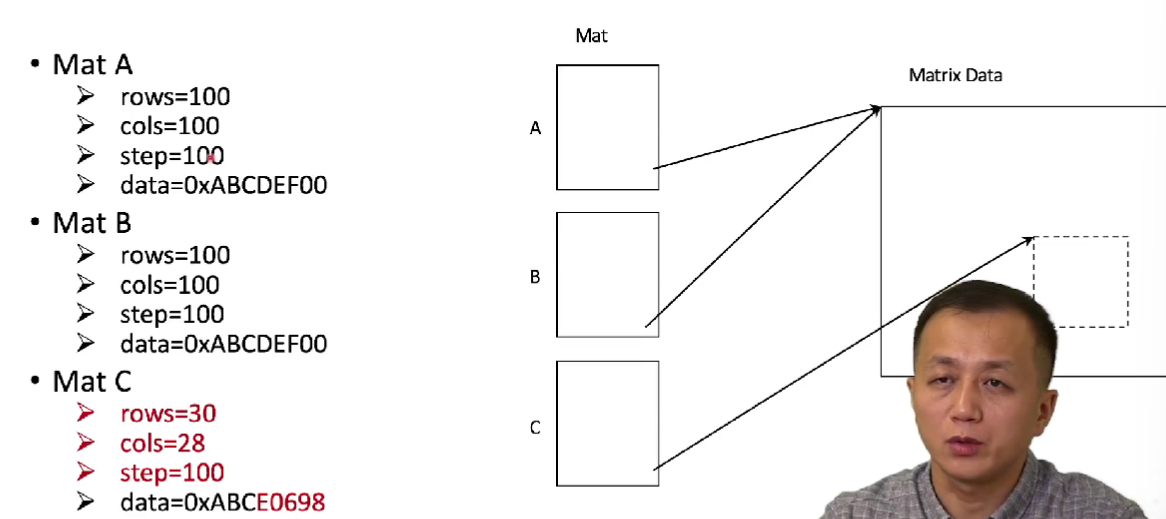 • Mat A
➢ rows=100
➢ cols=100
➢ step=100
➢ data=0xABCDEF00
• Mat B
➢ rows=100
➢ cols=100
➢ step=100
➢ data=0xABCDEF00
• Mat C
➢ rows=30
➢ cols=28
➢ step=100
➢ data=0xABCE0698
Mat
A
B
C
Matrix Data